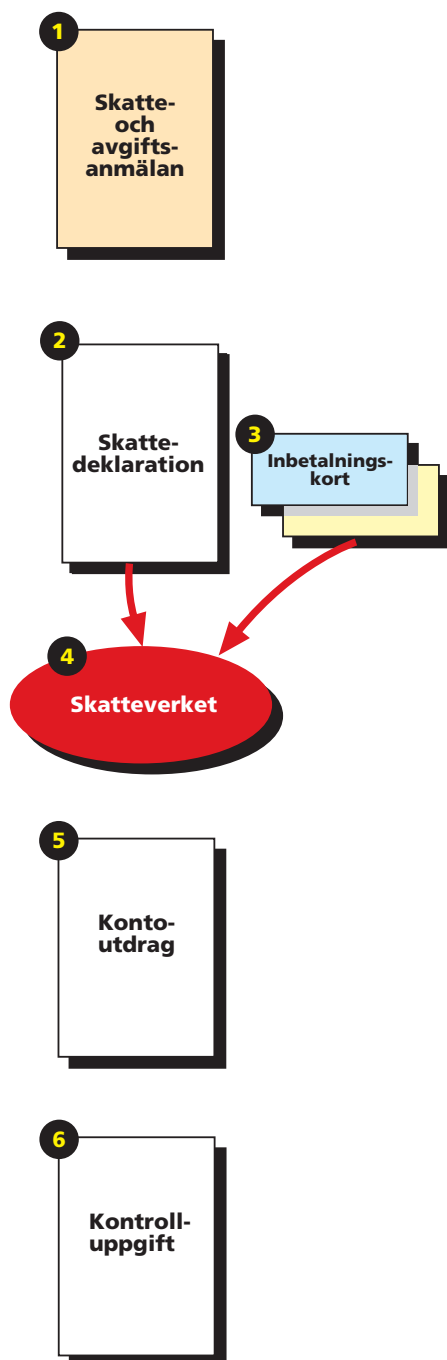 1
Skatte-
och
avgifts-
anmälan
2
Skatte-
deklaration
3
Inbetalnings-
kort
4
Skatteverket
5
Konto-
utdrag
6
Kontroll-
uppgift